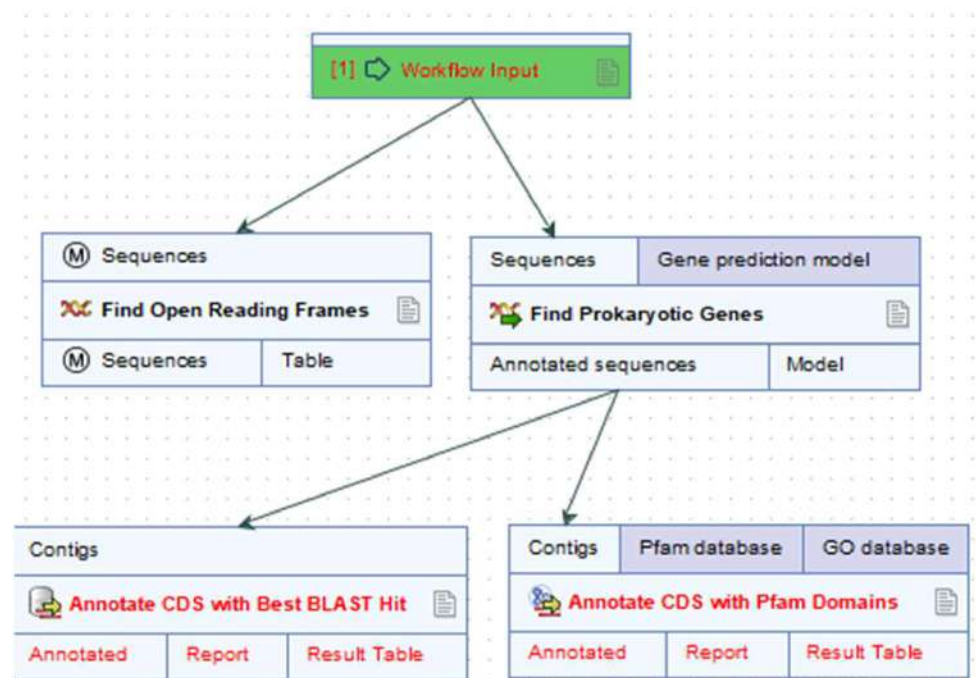 [1] Workflow Input
M Sequences
Find Open Reading Frames
M Sequences Table
Sequences Gene prediction model
Find Prokaryotic Genes
Annotated sequences Model
Contigs
Annotate CDS with Best BLAST Hit
Annotated Report Result Table
Contigs Pfam database GO database
Annotate CDS with Pfam Domains
Annotated Report Result Table